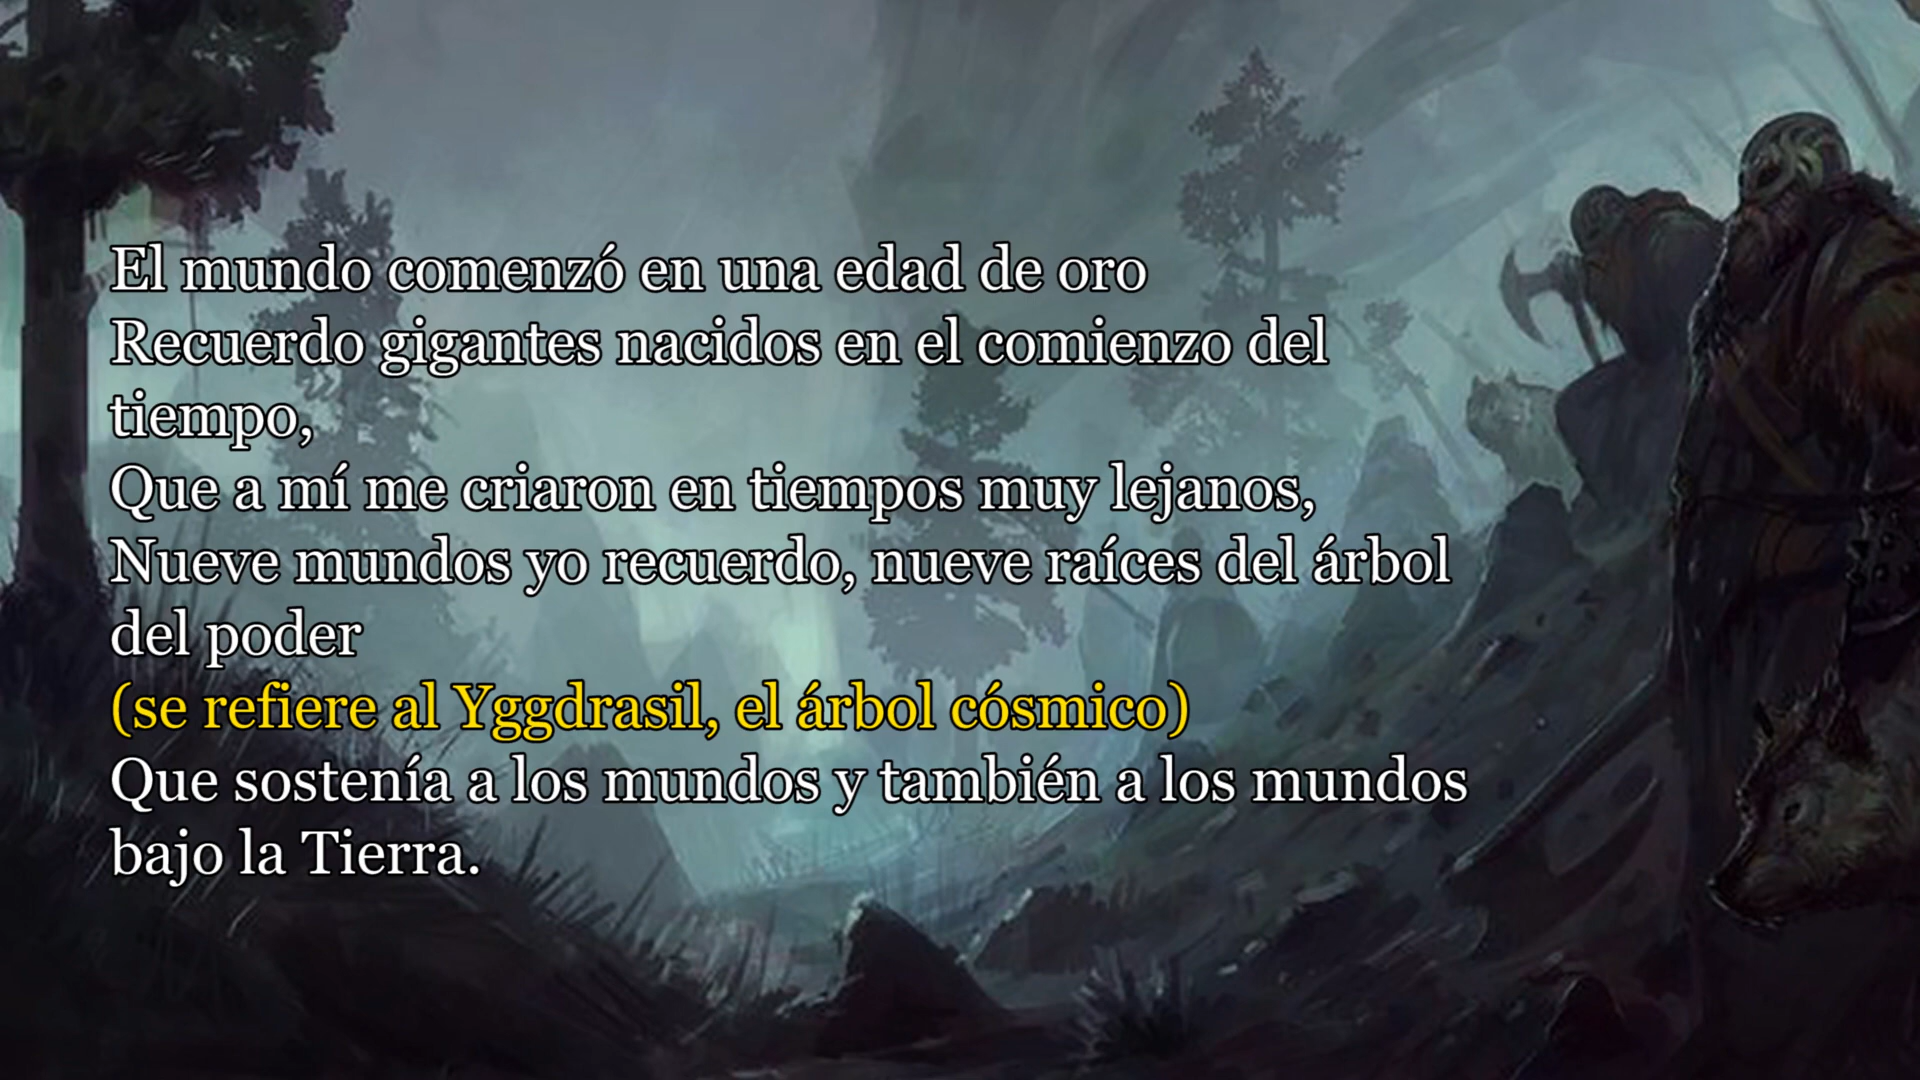 El mundo comenzó en una edad de oro
Recuerdo gigantes nacidos en el comienzo del
tiempo,
Que a mí me criaron en tiempos muy lejanos,
Nueve mundos yo recuerdo, nueve raíces del árbol
del poder
(se refiere al Yggdrasil, el árbol cósmico)
Que sostenía a los mundos y también a los mundos
bajo la Tierra.